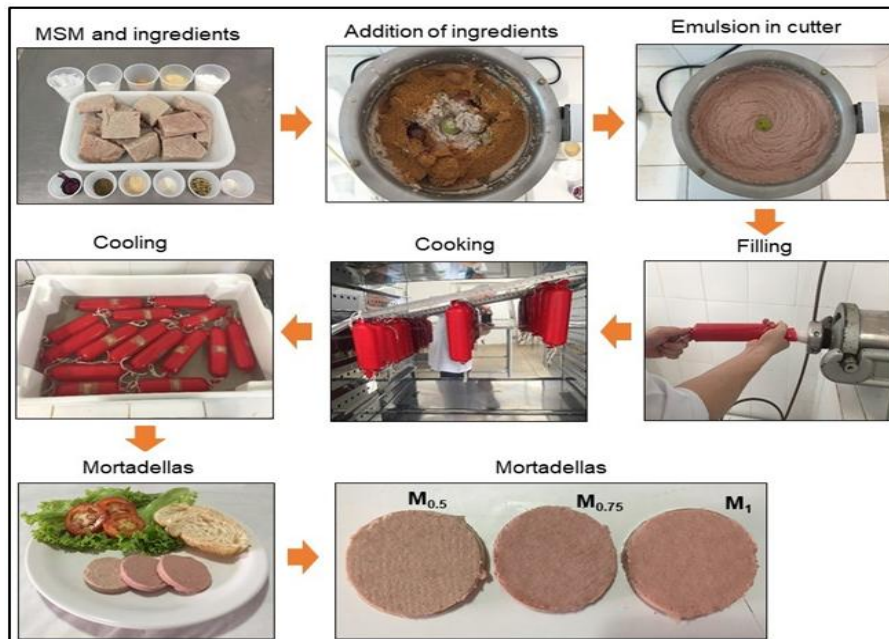 MSM and ingredients
Addition of ingredients
Emulsion in cutter
Filling
Cooking
Cooling
Mortadellas
Mortadellas
M0.5
M0.75
M1